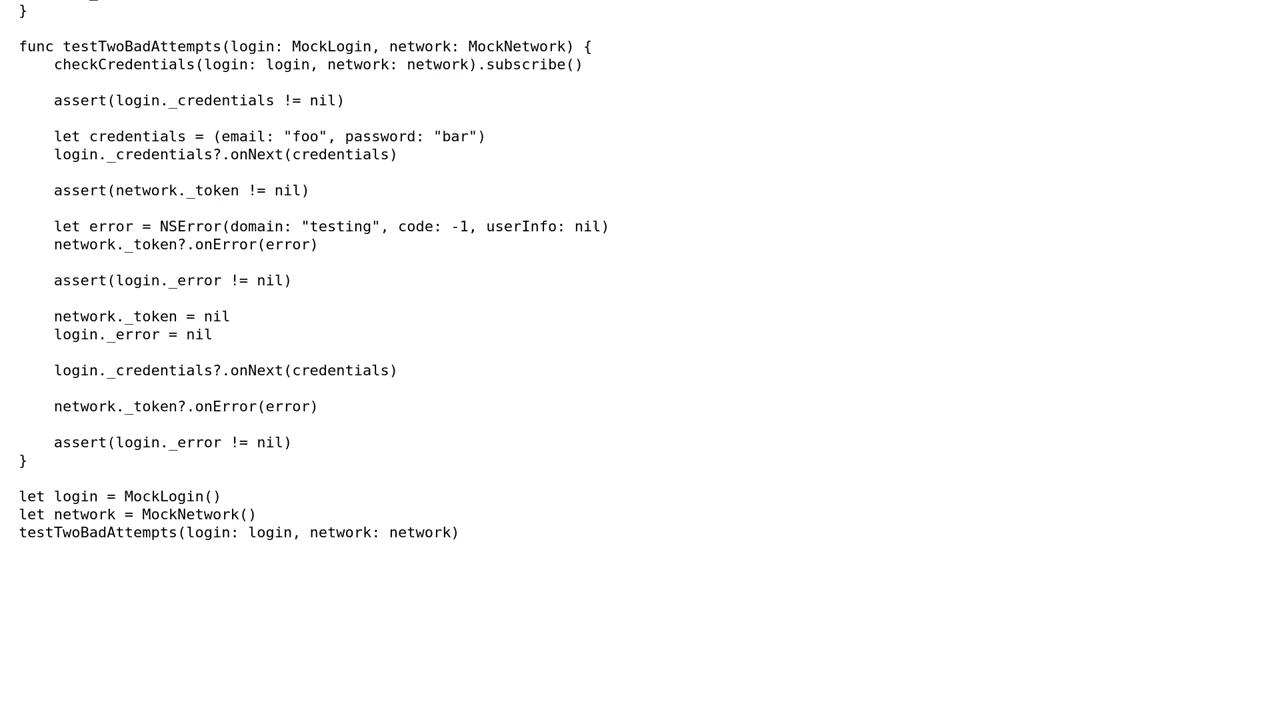 }
func testTwoBadAttempts(login: MockLogin, network: MockNetwork) {
    checkCredentials(login: login, network: network).subscribe()
    assert(login._credentials != nil)
    let credentials = (email: "foo", password: "bar")
    login._credentials?.onNext(credentials)
    assert(network._token != nil)
    let error = NSError(domain: "testing", code: -1, userInfo: nil)
    network._token?.onError(error)
    assert(login._error != nil)
    network._token = nil
    login._error = nil
    login._credentials?.onNext(credentials)
    network._token?.onError(error)
    assert(login._error != nil)
}
let login = MockLogin()
let network = MockNetwork()
testTwoBadAttempts(login: login, network: network)